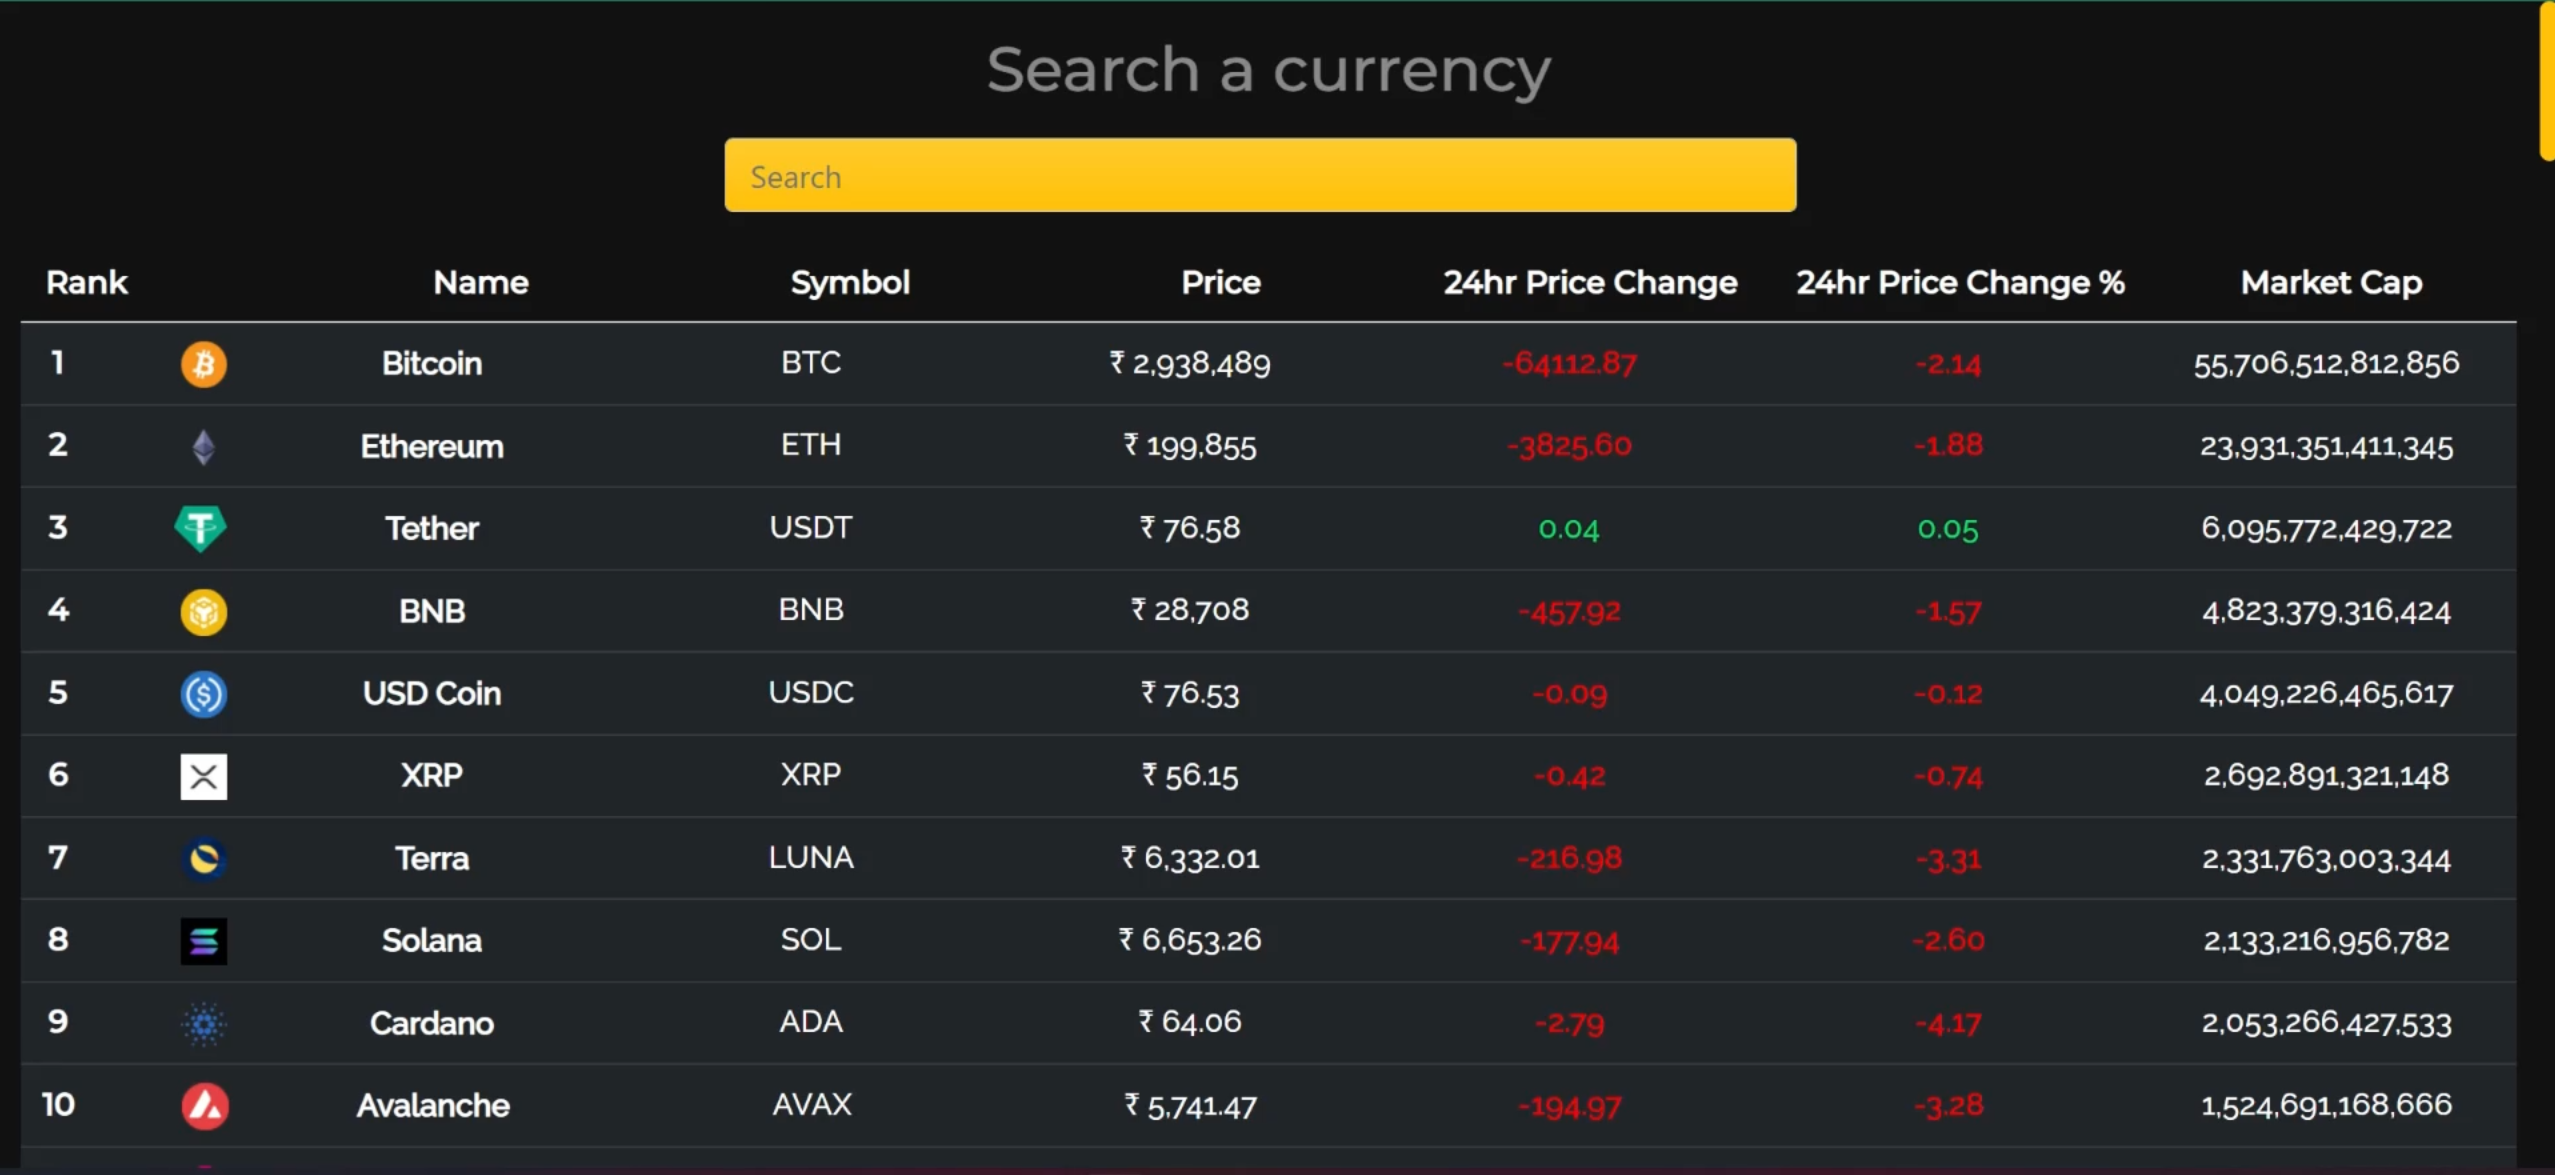 Search a currency
Search
Rank Name Symbol Price 24hr Price Change 24hr Price Change % Market Cap
1 Bitcoin BTC ₹ 2,938,489 -64112.87 -2.14 55,706,512,812,856
2 Ethereum ETH ₹ 199,855 -3825.60 -1.88 23,931,351,411,345
3 Tether USDT ₹ 76.58 0.04 0.05 6,095,772,429,722
4 BNB BNB ₹ 28,708 -457.92 -1.57 4,823,379,316,424
5 USD Coin USDC ₹ 76.53 -0.09 -0.12 4,049,226,465,617
6 XRP XRP ₹ 56.15 -0.42 -0.74 2,692,891,321,148
7 Terra LUNA ₹ 6,332.01 -216.98 -3.31 2,331,763,003,344
8 Solana SOL ₹ 6,653.26 -177.94 -2.60 2,133,216,956,782
9 Cardano ADA ₹ 64.06 -2.79 -4.17 2,053,266,427,533
10 Avalanche AVAX ₹ 5,741.47 -194.97 -3.28 1,524,691,168,666